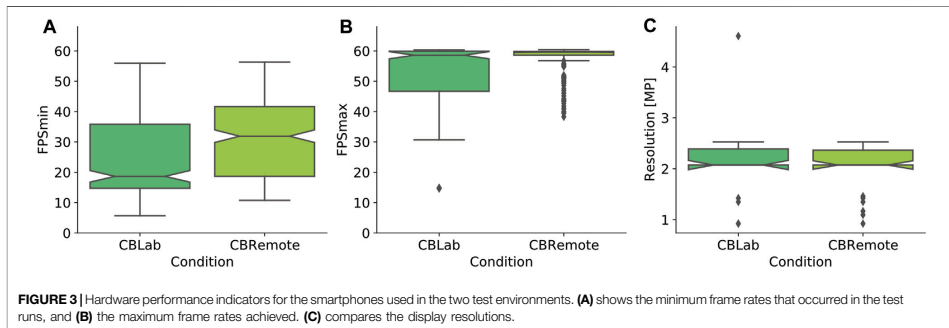 A
FPSmin
60
50
40
30
20
10
0
CBLab CBRemote
Condition
B
FPSmax
60
50
40
30
20
10
0
CBLab CBRemote
Condition
C
Resolution [MP]
4
3
2
1
CBLab CBRemote
Condition
FIGURE 3 | Hardware performance indicators for the smartphones used in the two test environments. (A) shows the minimum frame rates that occurred in the test
runs, and (B) the maximum frame rates achieved. (C) compares the display resolutions.